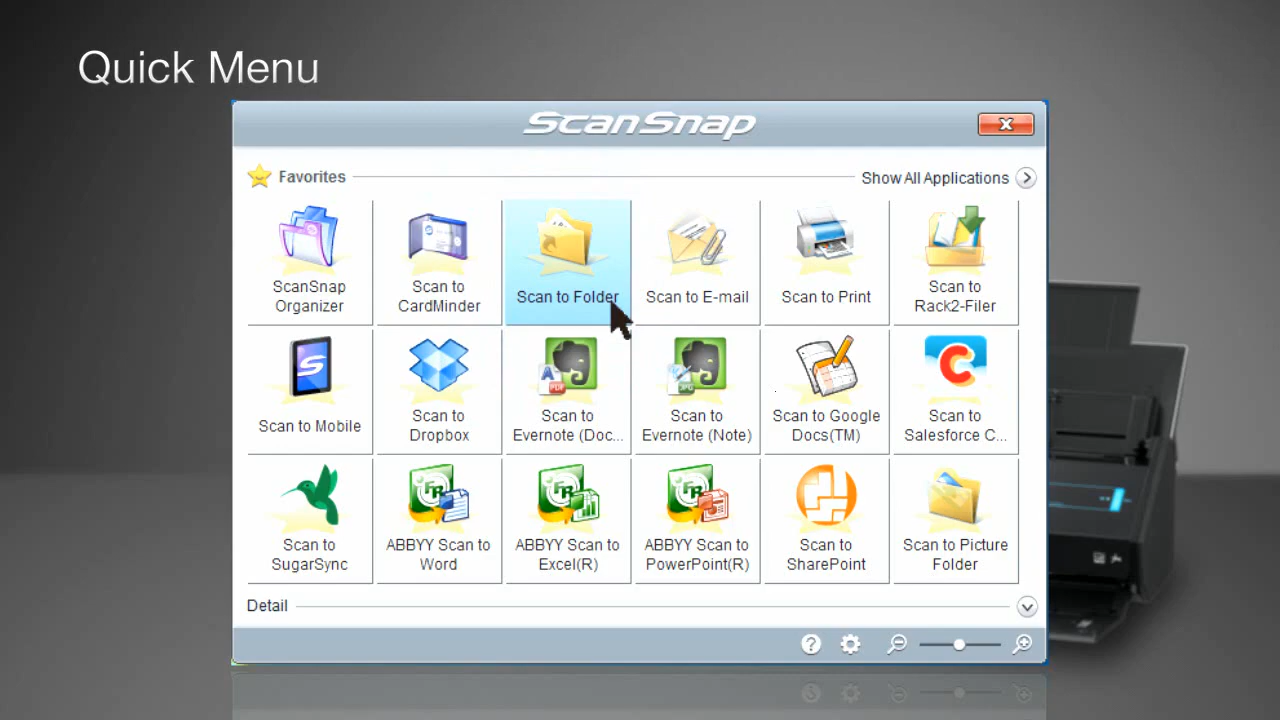 Quick Menu
ScanSnap
Favorites
Show All Applications
ScanSnap
Organizer
Scan to
CardMinder
Scan to Folder
Scan to E-mail
Scan to Print
Scan to
Rack2-Filer
Scan to Mobile
Scan to
Dropbox
Scan to
Evernote (Doc...
Scan to
Evernote (Note)
Scan to Google
Docs(TM)
Scan to
Salesforce C...
Scan to
SugarSync
ABBYY Scan to
Word
ABBYY Scan to
Excel(R)
ABBYY Scan to
PowerPoint(R)
Scan to
SharePoint
Scan to Picture
Folder
Detail